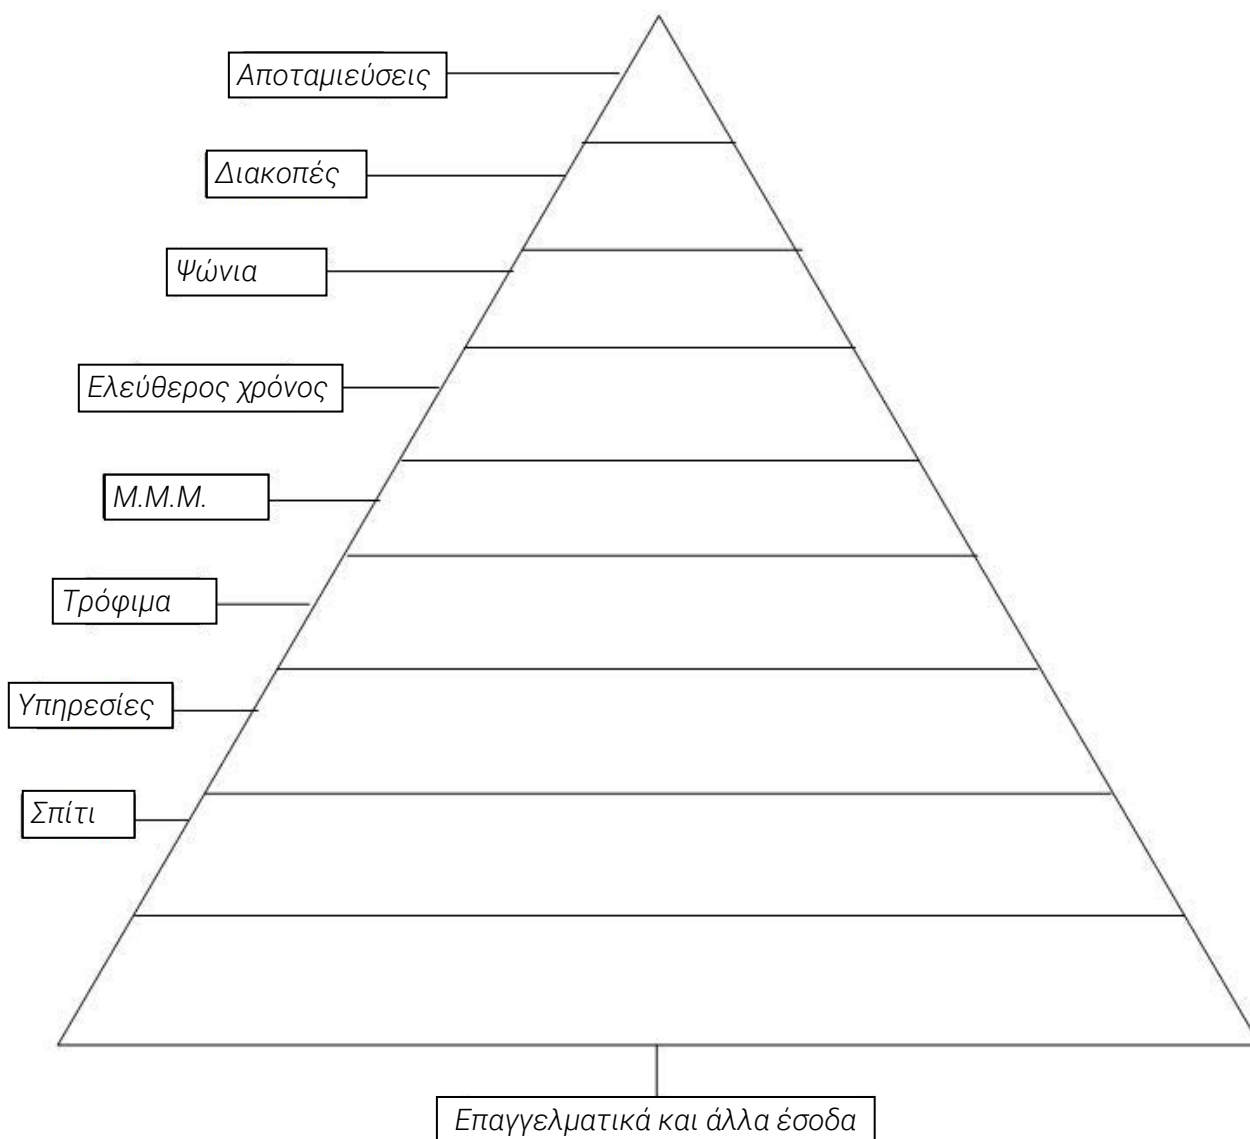 Αποταμιεύσεις
Διακοπές
Ψώνια
Ελεύθερος χρόνος
Μ.Μ.Μ.
Τρόφιμα
Υπηρεσίες
Σπίτι
Επαγγελματικά και άλλα έσοδα